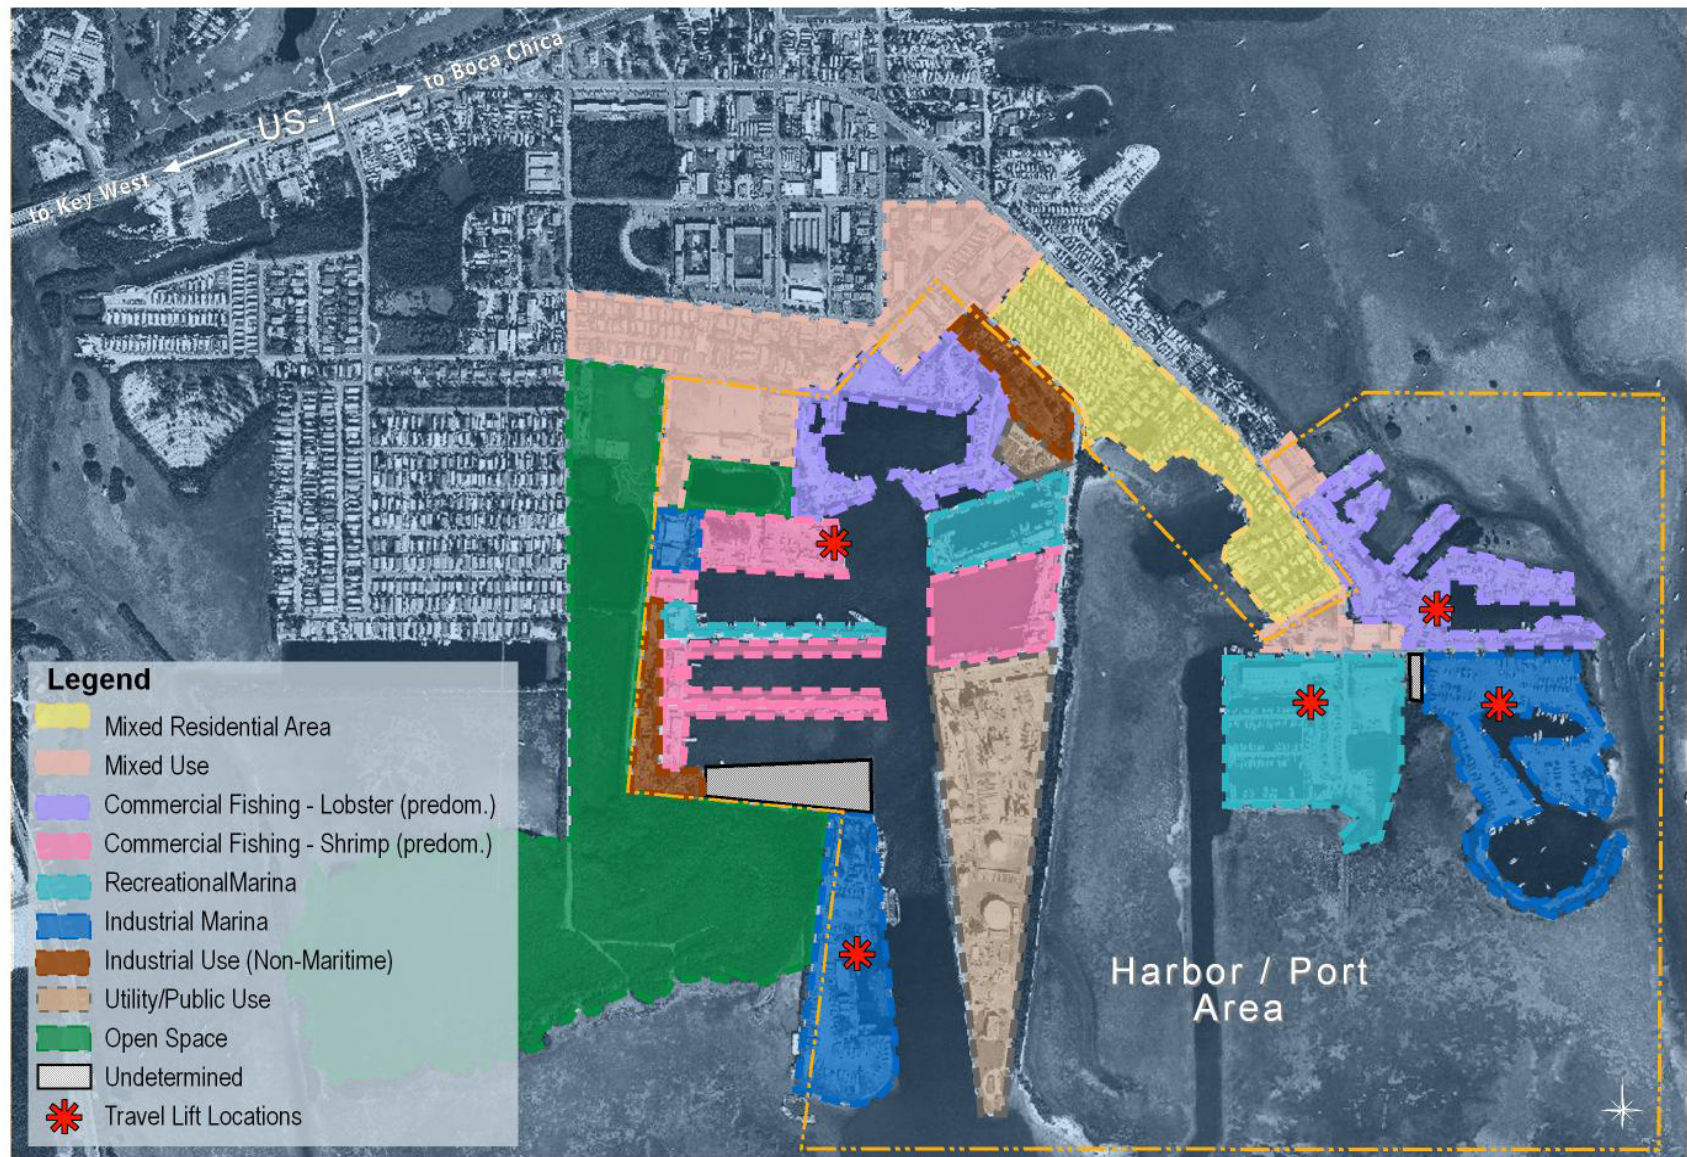 to Boca Chica
US-1
to Key West
Legend
Mixed Residential Area
Mixed Use
Commercial Fishing - Lobster (predom.)
Commercial Fishing - Shrimp (predom.)
RecreationalMarina
Industrial Marina
Industrial Use (Non-Maritime)
Utility/Public Use
Open Space
Undetermined
Travel Lift Locations
Harbor / Port
Area